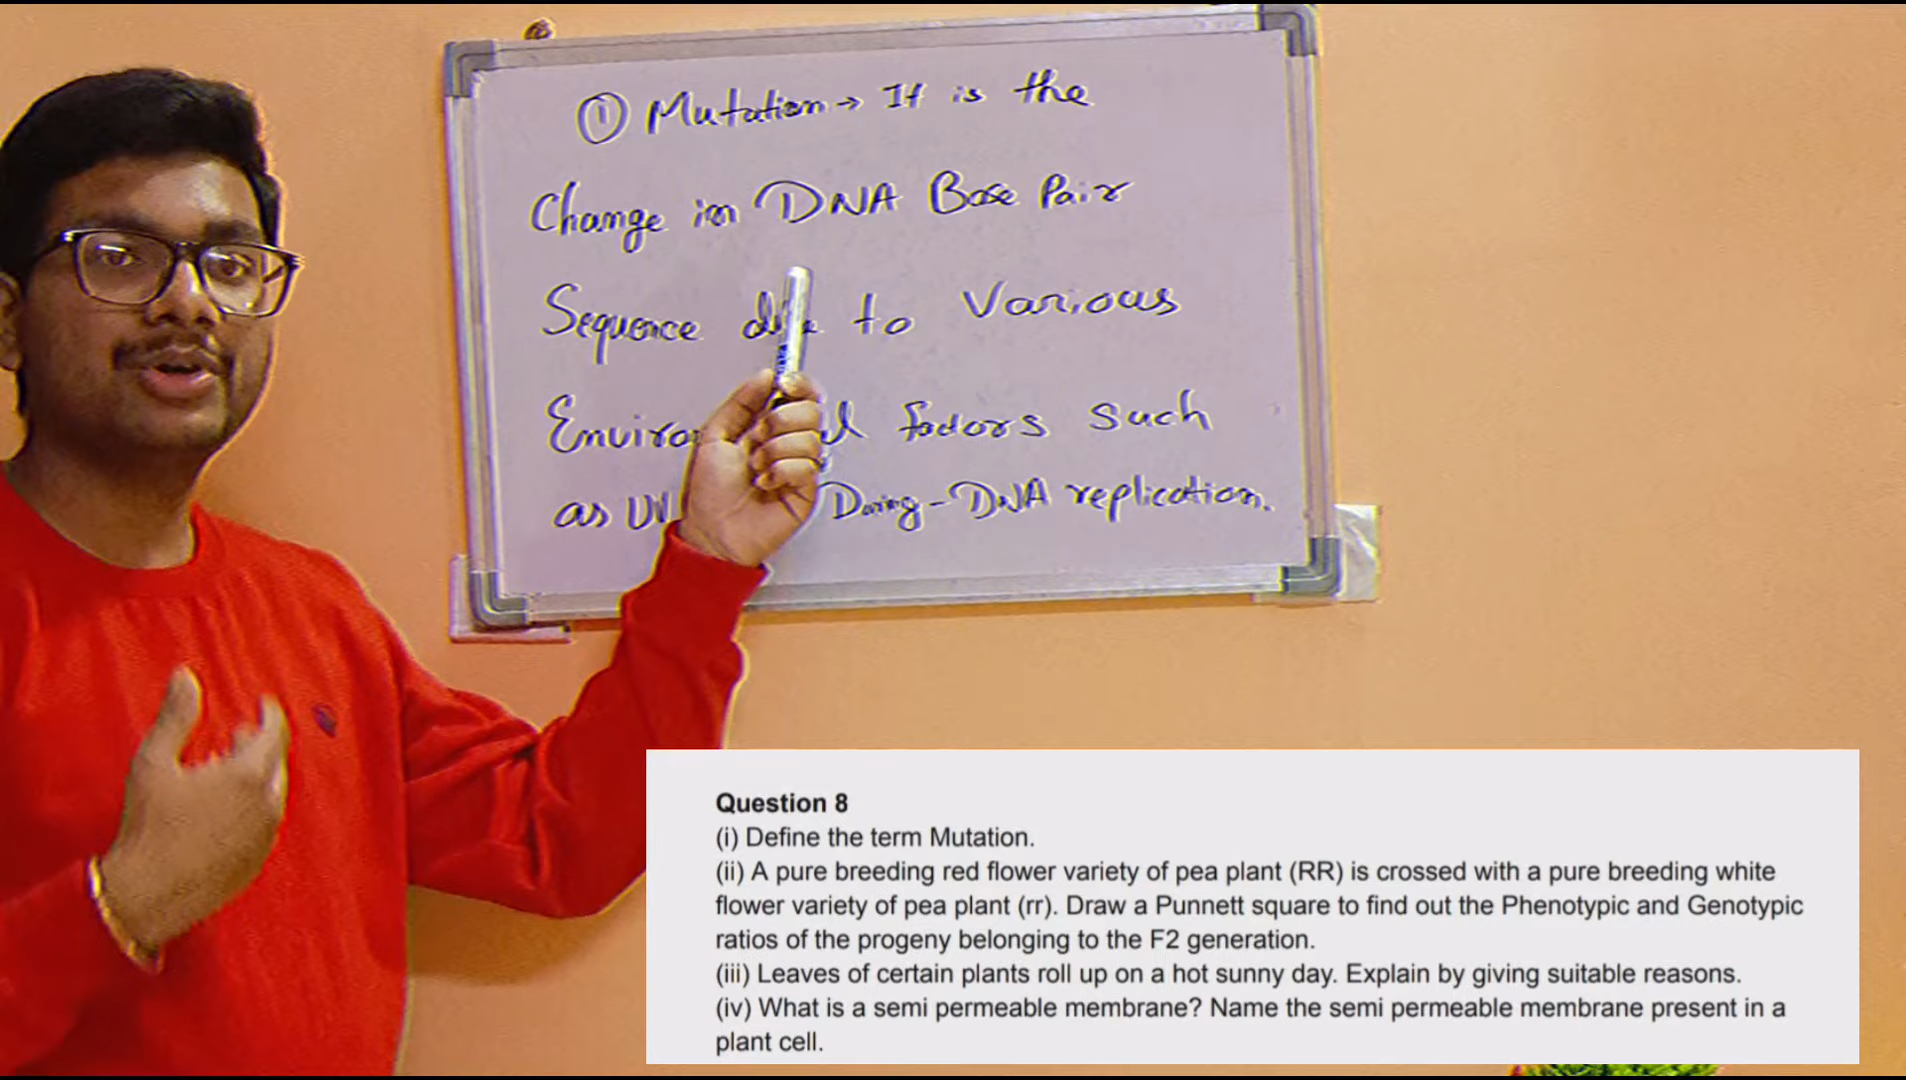 ① Mutation → It is the
Change in DNA Base Pair
Sequence due to Various
factors such
as UV During - DNA replication.
Question 8
(i) Define the term Mutation.
(ii) A pure breeding red flower variety of pea plant (RR) is crossed with a pure breeding white
flower variety of pea plant (rr). Draw a Punnett square to find out the Phenotypic and Genotypic
ratios of the progeny belonging to the F2 generation.
(iii) Leaves of certain plants roll up on a hot sunny day. Explain by giving suitable reasons.
(iv) What is a semi permeable membrane? Name the semi permeable membrane present in a
plant cell.